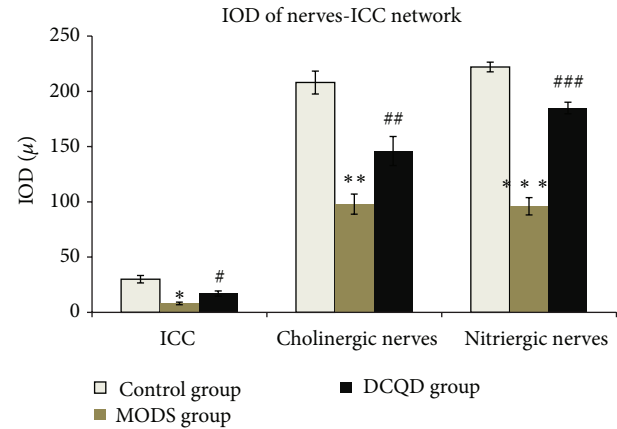 IOD of nerves-ICC network
250
200
150
100
50
0
IOD (μ)
* # ** ## *** ###
ICC Cholinergic nerves Nitriergic nerves
Control group DCQD group
MODS group